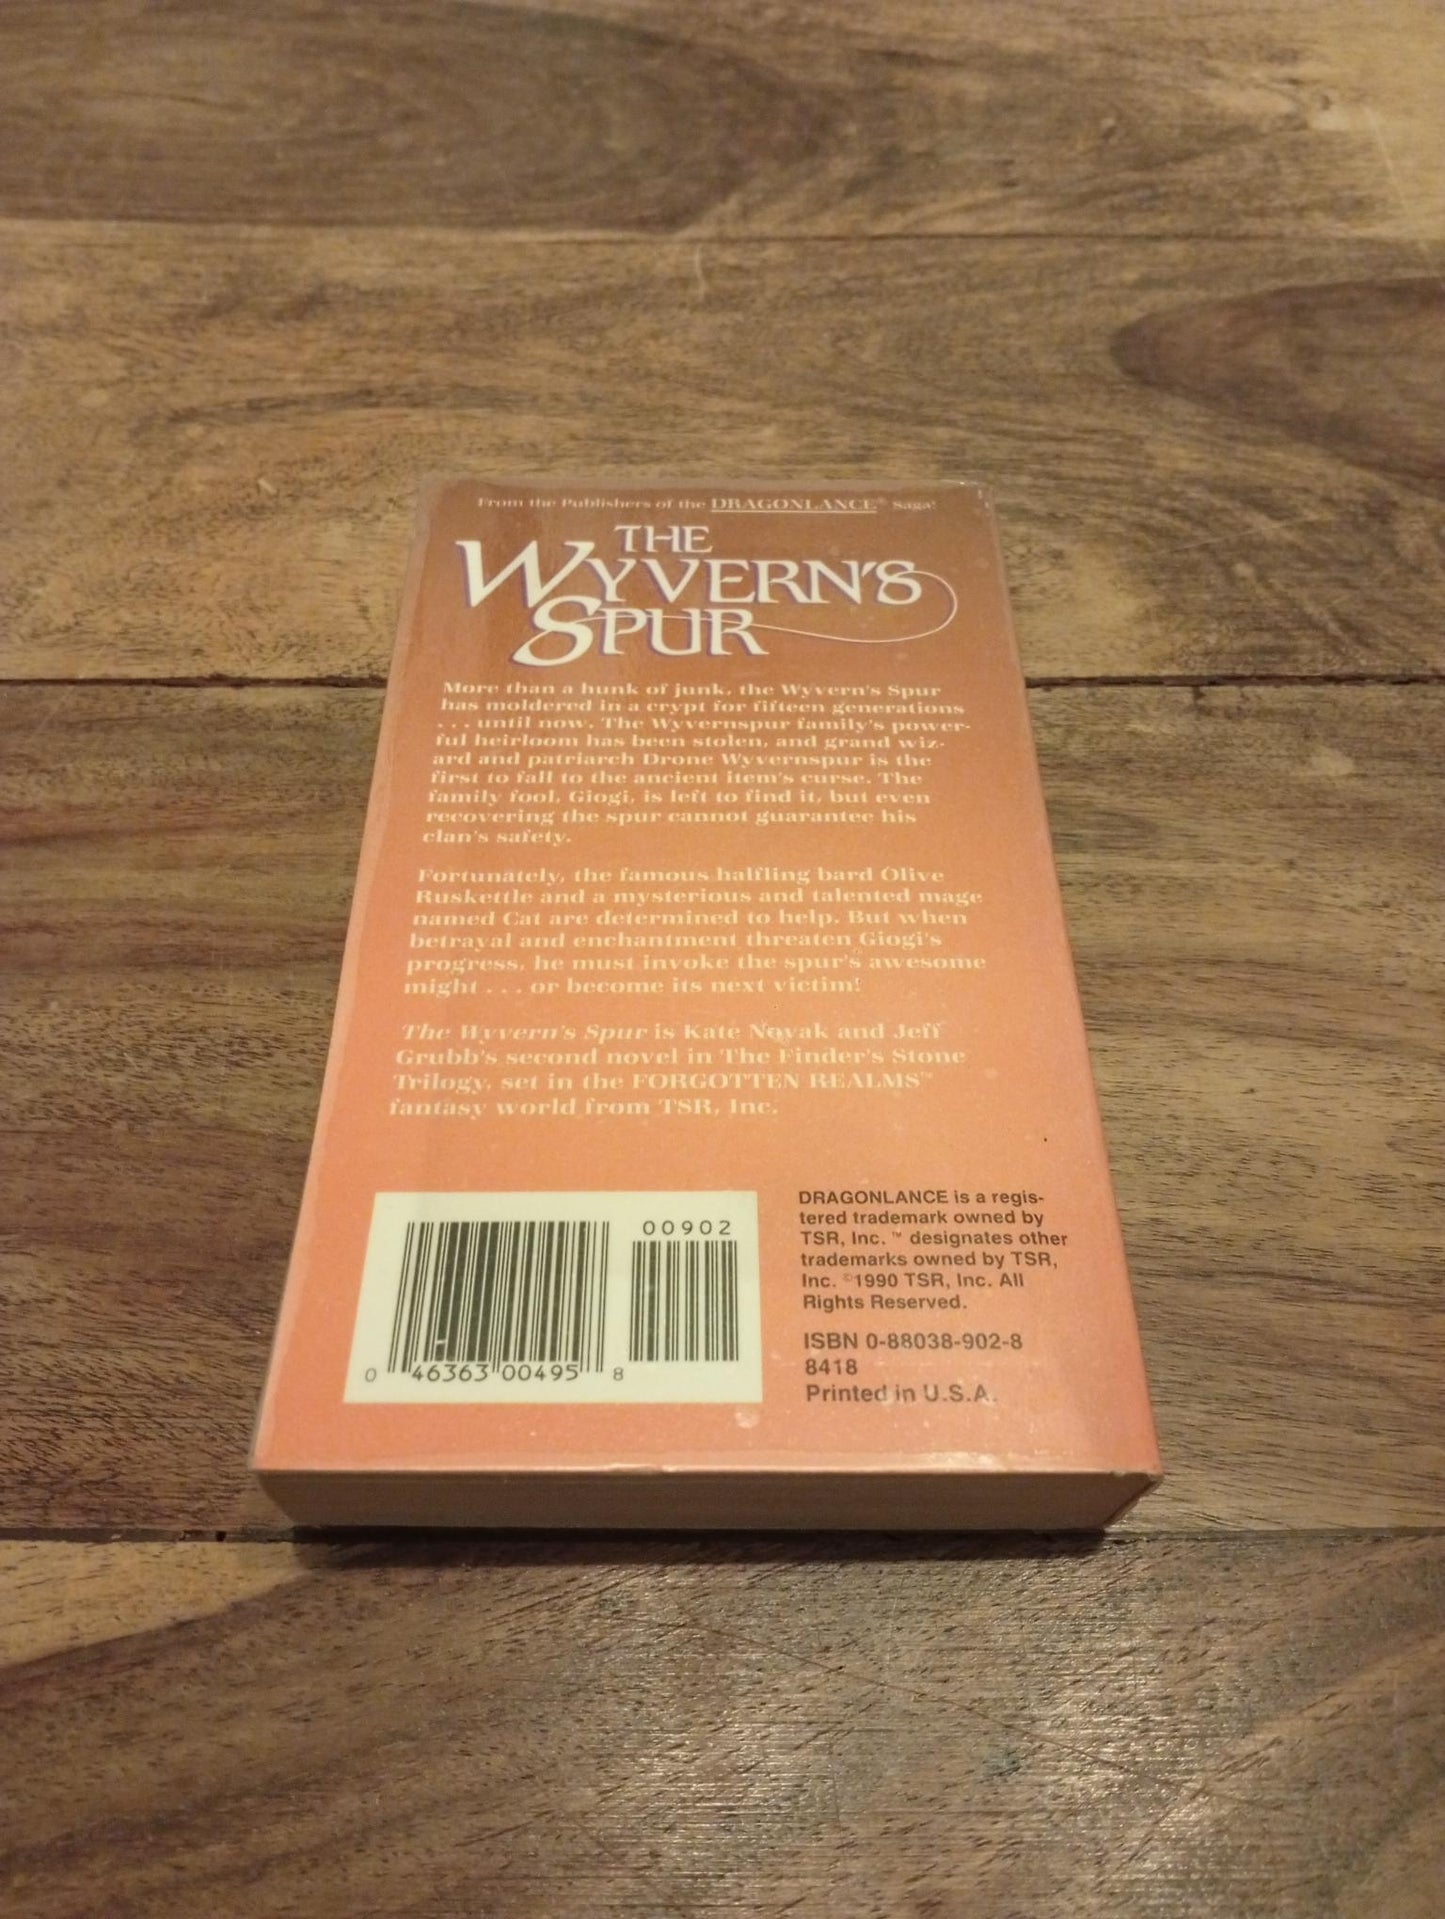 From the Publishers of the DRAGONLANCE® Saga!
THE
WYVERN'S
SPUR
More than a hunk of junk, the Wyvern's Spur
has moldered in a crypt for fifteen generations
. . . until now. The Wyvernspur family's power-
ful heirloom has been stolen, and grand wiz-
ard and patriarch Drone Wyvernspur is the
first to fall to the ancient item's curse. The
family fool, Giogi, is left to find it, but even
recovering the spur cannot guarantee his
clan's safety.
Fortunately, the famous halfling bard Olive
Ruskettle and a mysterious and talented mage
named Cat are determined to help. But when
betrayal and enchantment threaten Giogi's
progress, he must invoke the spur's awesome
might . . . or become its next victim!
The Wyvern's Spur is Kate Novak and Jeff
Grubb's second novel in The Finder's Stone
Trilogy, set in the FORGOTTEN REALMS™
fantasy world from TSR, Inc.
00902
0 46363 00495 8
DRAGONLANCE is a regis-
tered trademark owned by
TSR, Inc. ™ designates other
trademarks owned by TSR,
Inc. ©1990 TSR, Inc. All
Rights Reserved.
ISBN 0-88038-902-8
8418
Printed in U.S.A.